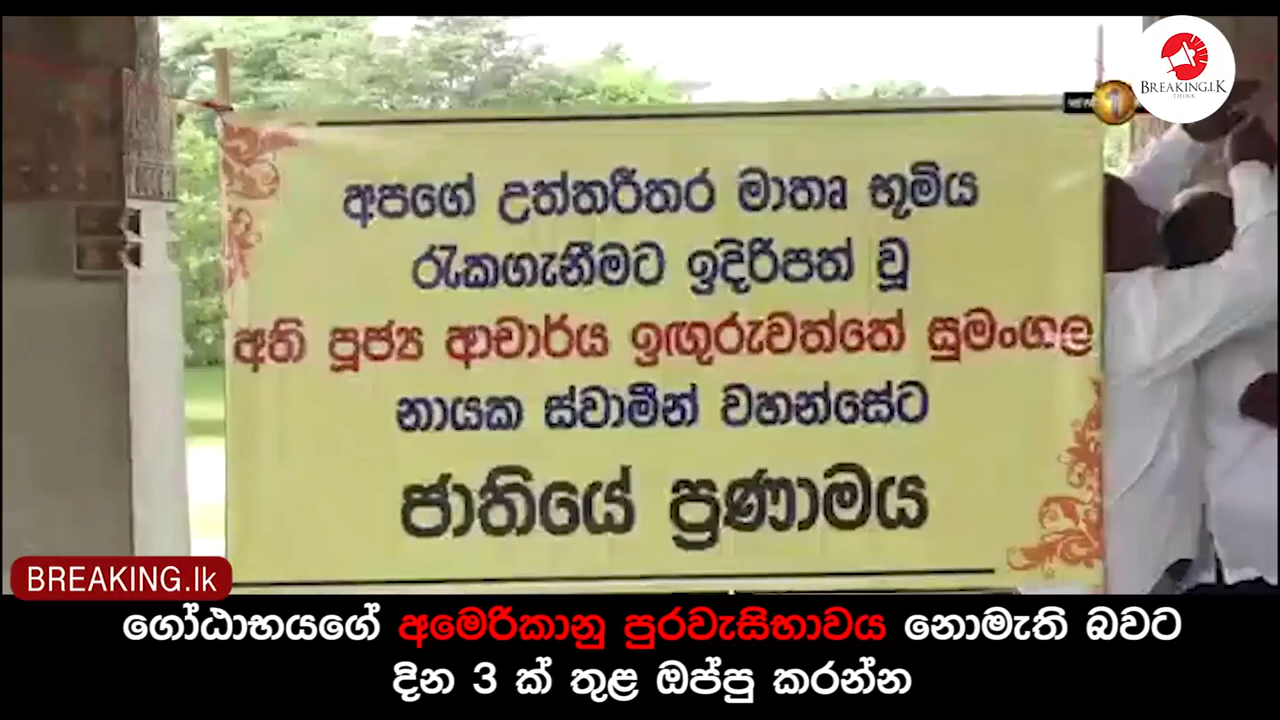 BREAKING.LK
THINK
අපගේ උත්තරීතර මාතෘ භූමිය
රැකගැනීමට ඉදිරිපත් වූ
අති පූජ්‍ය ආචාර්ය ඉඟුරුවත්තේ සුමංගල
නායක ස්වාමීන් වහන්සේට
ජාතියේ ප්‍රණාමය
BREAKING.lk
ගෝඨාභයගේ අමෙරිකානු පුරවැසිභාවය නොමැති බවට
දින 3 ක් තුළ ඔප්පු කරන්න